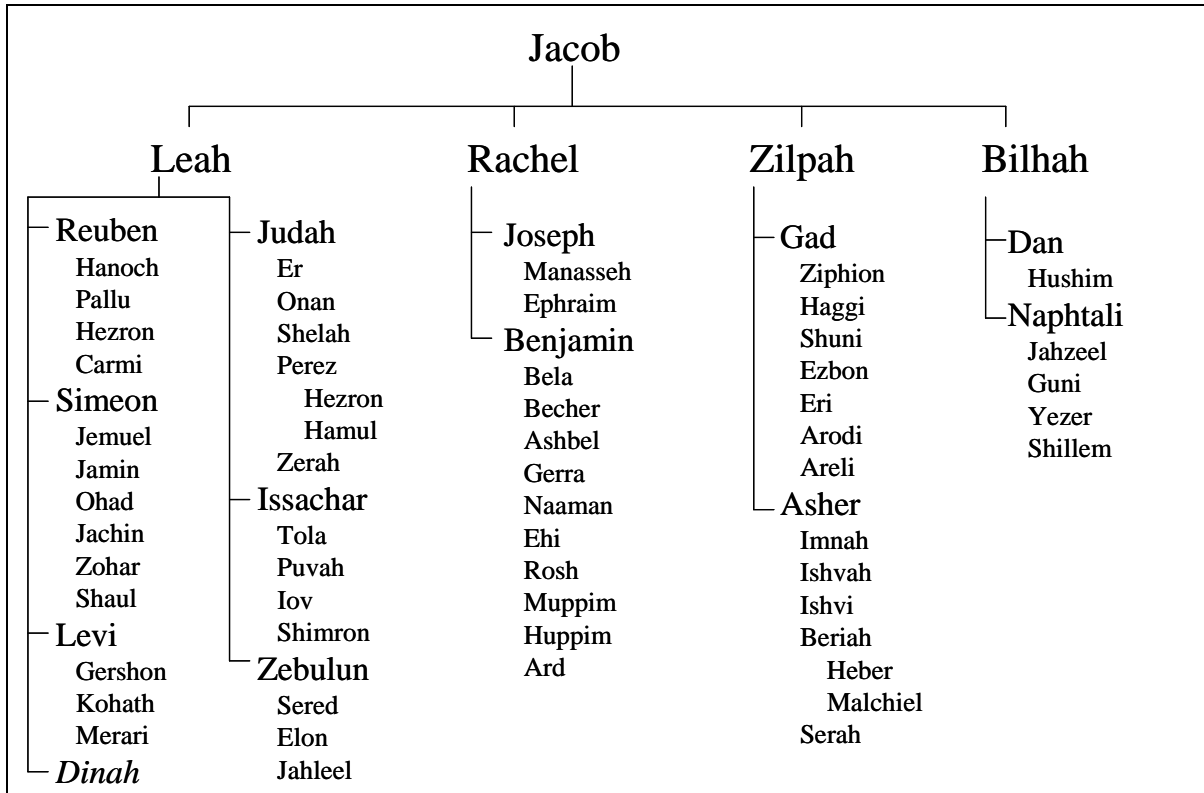 Jacob
Leah
Reuben
Hanoch
Pallu
Hezron
Carmi
Simeon
Jemuel
Jamin
Ohad
Jachin
Zohar
Shaul
Levi
Gershon
Kohath
Merari
Dinah
Judah
Er
Onan
Shelah
Perez
Hezron
Hamul
Zerah
Issachar
Tola
Puvah
Iov
Shimron
Zebulun
Sered
Elon
Jahleel
Rachel
Joseph
Manasseh
Ephraim
Benjamin
Bela
Becher
Ashbel
Gerra
Naaman
Ehi
Rosh
Muppim
Huppim
Ard
Zilpah
Gad
Ziphion
Haggi
Shuni
Ezbon
Eri
Arodi
Areli
Asher
Imnah
Ishvah
Ishvi
Beriah
Heber
Malchiel
Serah
Bilhah
Dan
Hushim
Naphtali
Jahzeel
Guni
Yezer
Shillem